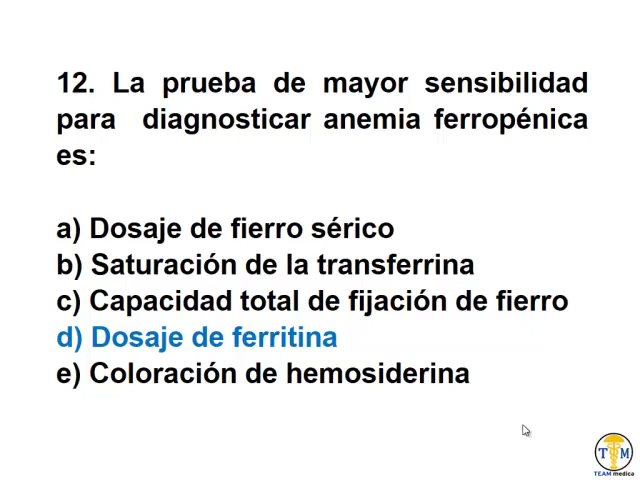 12. La prueba de mayor sensibilidad
para diagnosticar anemia ferropénica
es:
a) Dosaje de fierro sérico
b) Saturación de la transferrina
c) Capacidad total de fijación de fierro
d) Dosaje de ferritina
e) Coloración de hemosiderina
T M
TEAM medica